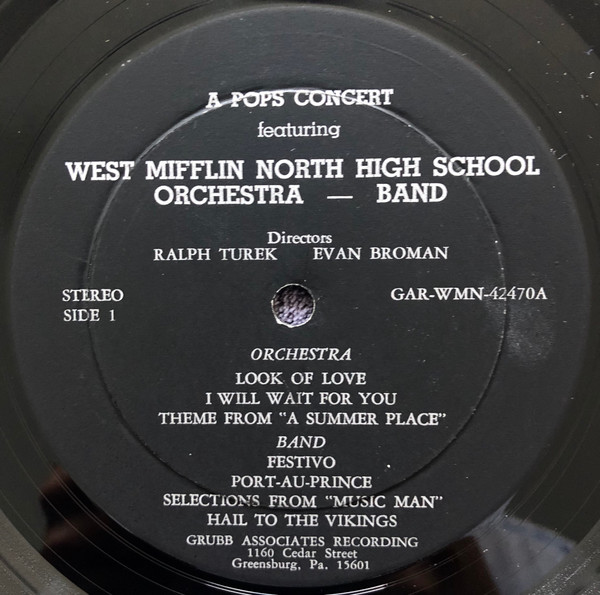 A POPS CONCERT
featuring
WEST MIFFLIN NORTH HIGH SCHOOL
ORCHESTRA — BAND
Directors
RALPH TUREK EVAN BROMAN
STEREO GAR-WMN-42470A
SIDE 1
ORCHESTRA
LOOK OF LOVE
I WILL WAIT FOR YOU
THEME FROM "A SUMMER PLACE"
BAND
FESTIVO
PORT-AU-PRINCE
SELECTIONS FROM "MUSIC MAN"
HAIL TO THE VIKINGS
GRUBB ASSOCIATES RECORDING
1160 Cedar Street
Greensburg, Pa. 15601